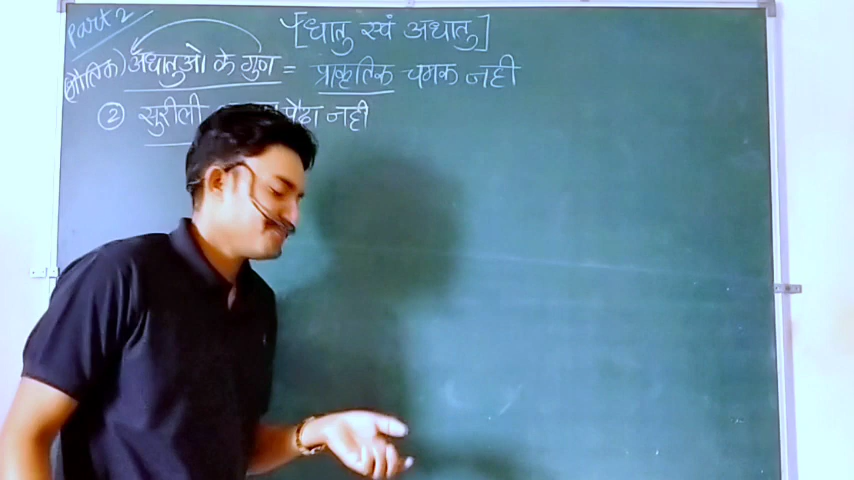 Part 2
[धातु एवं अधातु]
(भौतिक) अधातुओ के गुन = प्राकृतिक चमक नही
② सुरीली पैदा नही